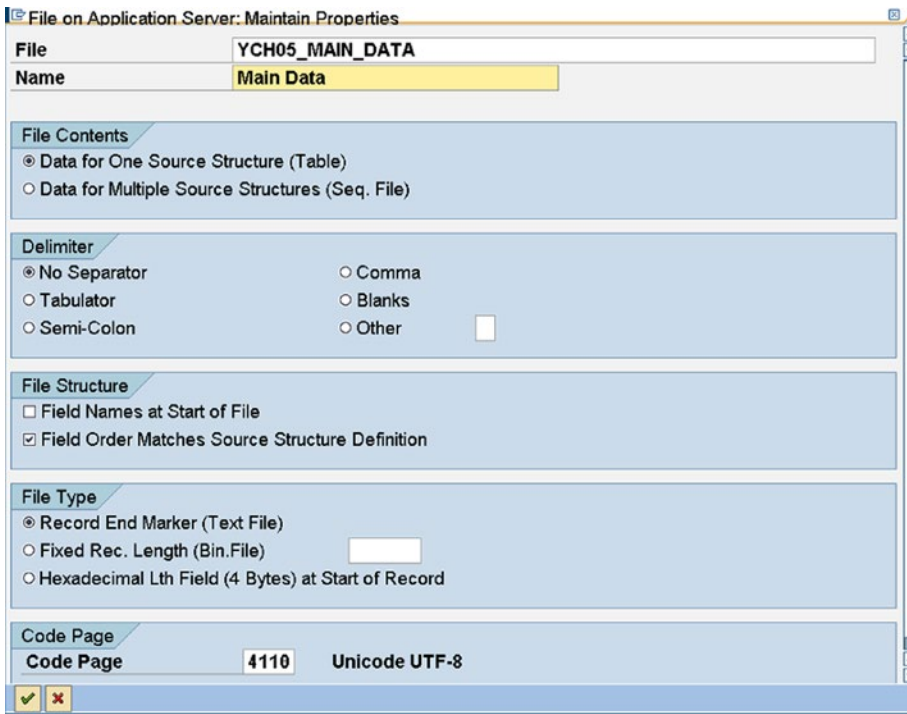 File on Application Server: Maintain Properties
File YCH05_MAIN_DATA
Name Main Data
File Contents
Data for One Source Structure (Table)
Data for Multiple Source Structures (Seq. File)
Delimiter
No Separator Comma
Tabulator Blanks
Semi-Colon Other
File Structure
Field Names at Start of File
Field Order Matches Source Structure Definition
File Type
Record End Marker (Text File)
Fixed Rec. Length (Bin.File)
Hexadecimal Lth Field (4 Bytes) at Start of Record
Code Page
Code Page 4110 Unicode UTF-8